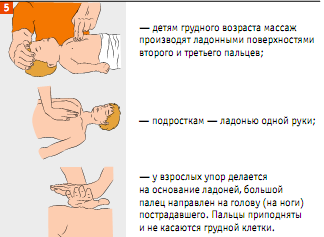 5
— детям грудного возраста массаж
производят ладонными поверхностями
второго и третьего пальцев;
— подросткам — ладонью одной руки;
— у взрослых упор делается
на основание ладоней, большой
палец направлен на голову (на ноги)
пострадавшего. Пальцы приподняты
и не касаются грудной клетки.